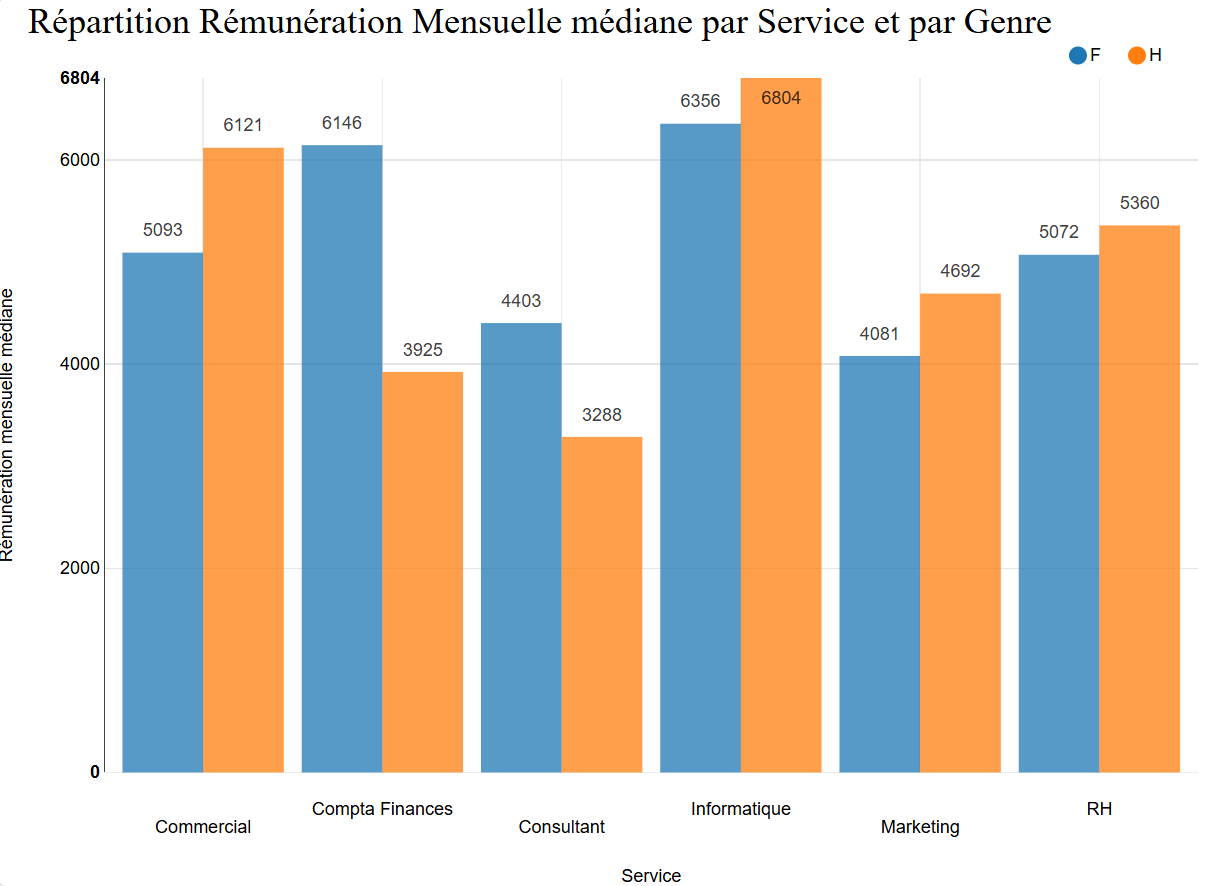 Répartition Rémunération Mensuelle médiane par Service et par Genre
F H
6804
6000
4000
2000
0
Rémunération mensuelle médiane
5093
6121
6146
3925
4403
3288
6356
6804
4081
4692
5072
5360
Commercial
Compta Finances
Consultant
Informatique
Marketing
RH
Service